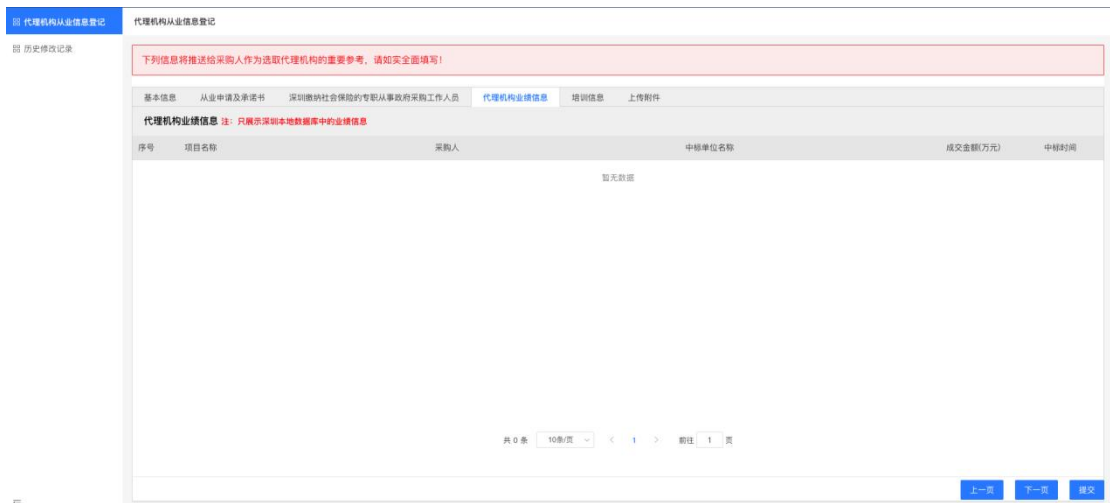 代理机构从业信息登记
代理机构从业信息登记
历史修改记录
下列信息将推送给采购人作为选取代理机构的重要参考，请如实全面填写！
基本信息 从业申请及承诺书 深圳缴纳社会保险的专职从事政府采购工作人员 代理机构业绩信息 培训信息 上传附件
代理机构业绩信息 注：只展示深圳本地数据库中的业绩信息
序号 项目名称 采购人 中标单位名称 成交金额(万元) 中标时间
暂无数据
共 0 条 10条/页 < 1 > 前往 1 页
上一页 下一页 提交